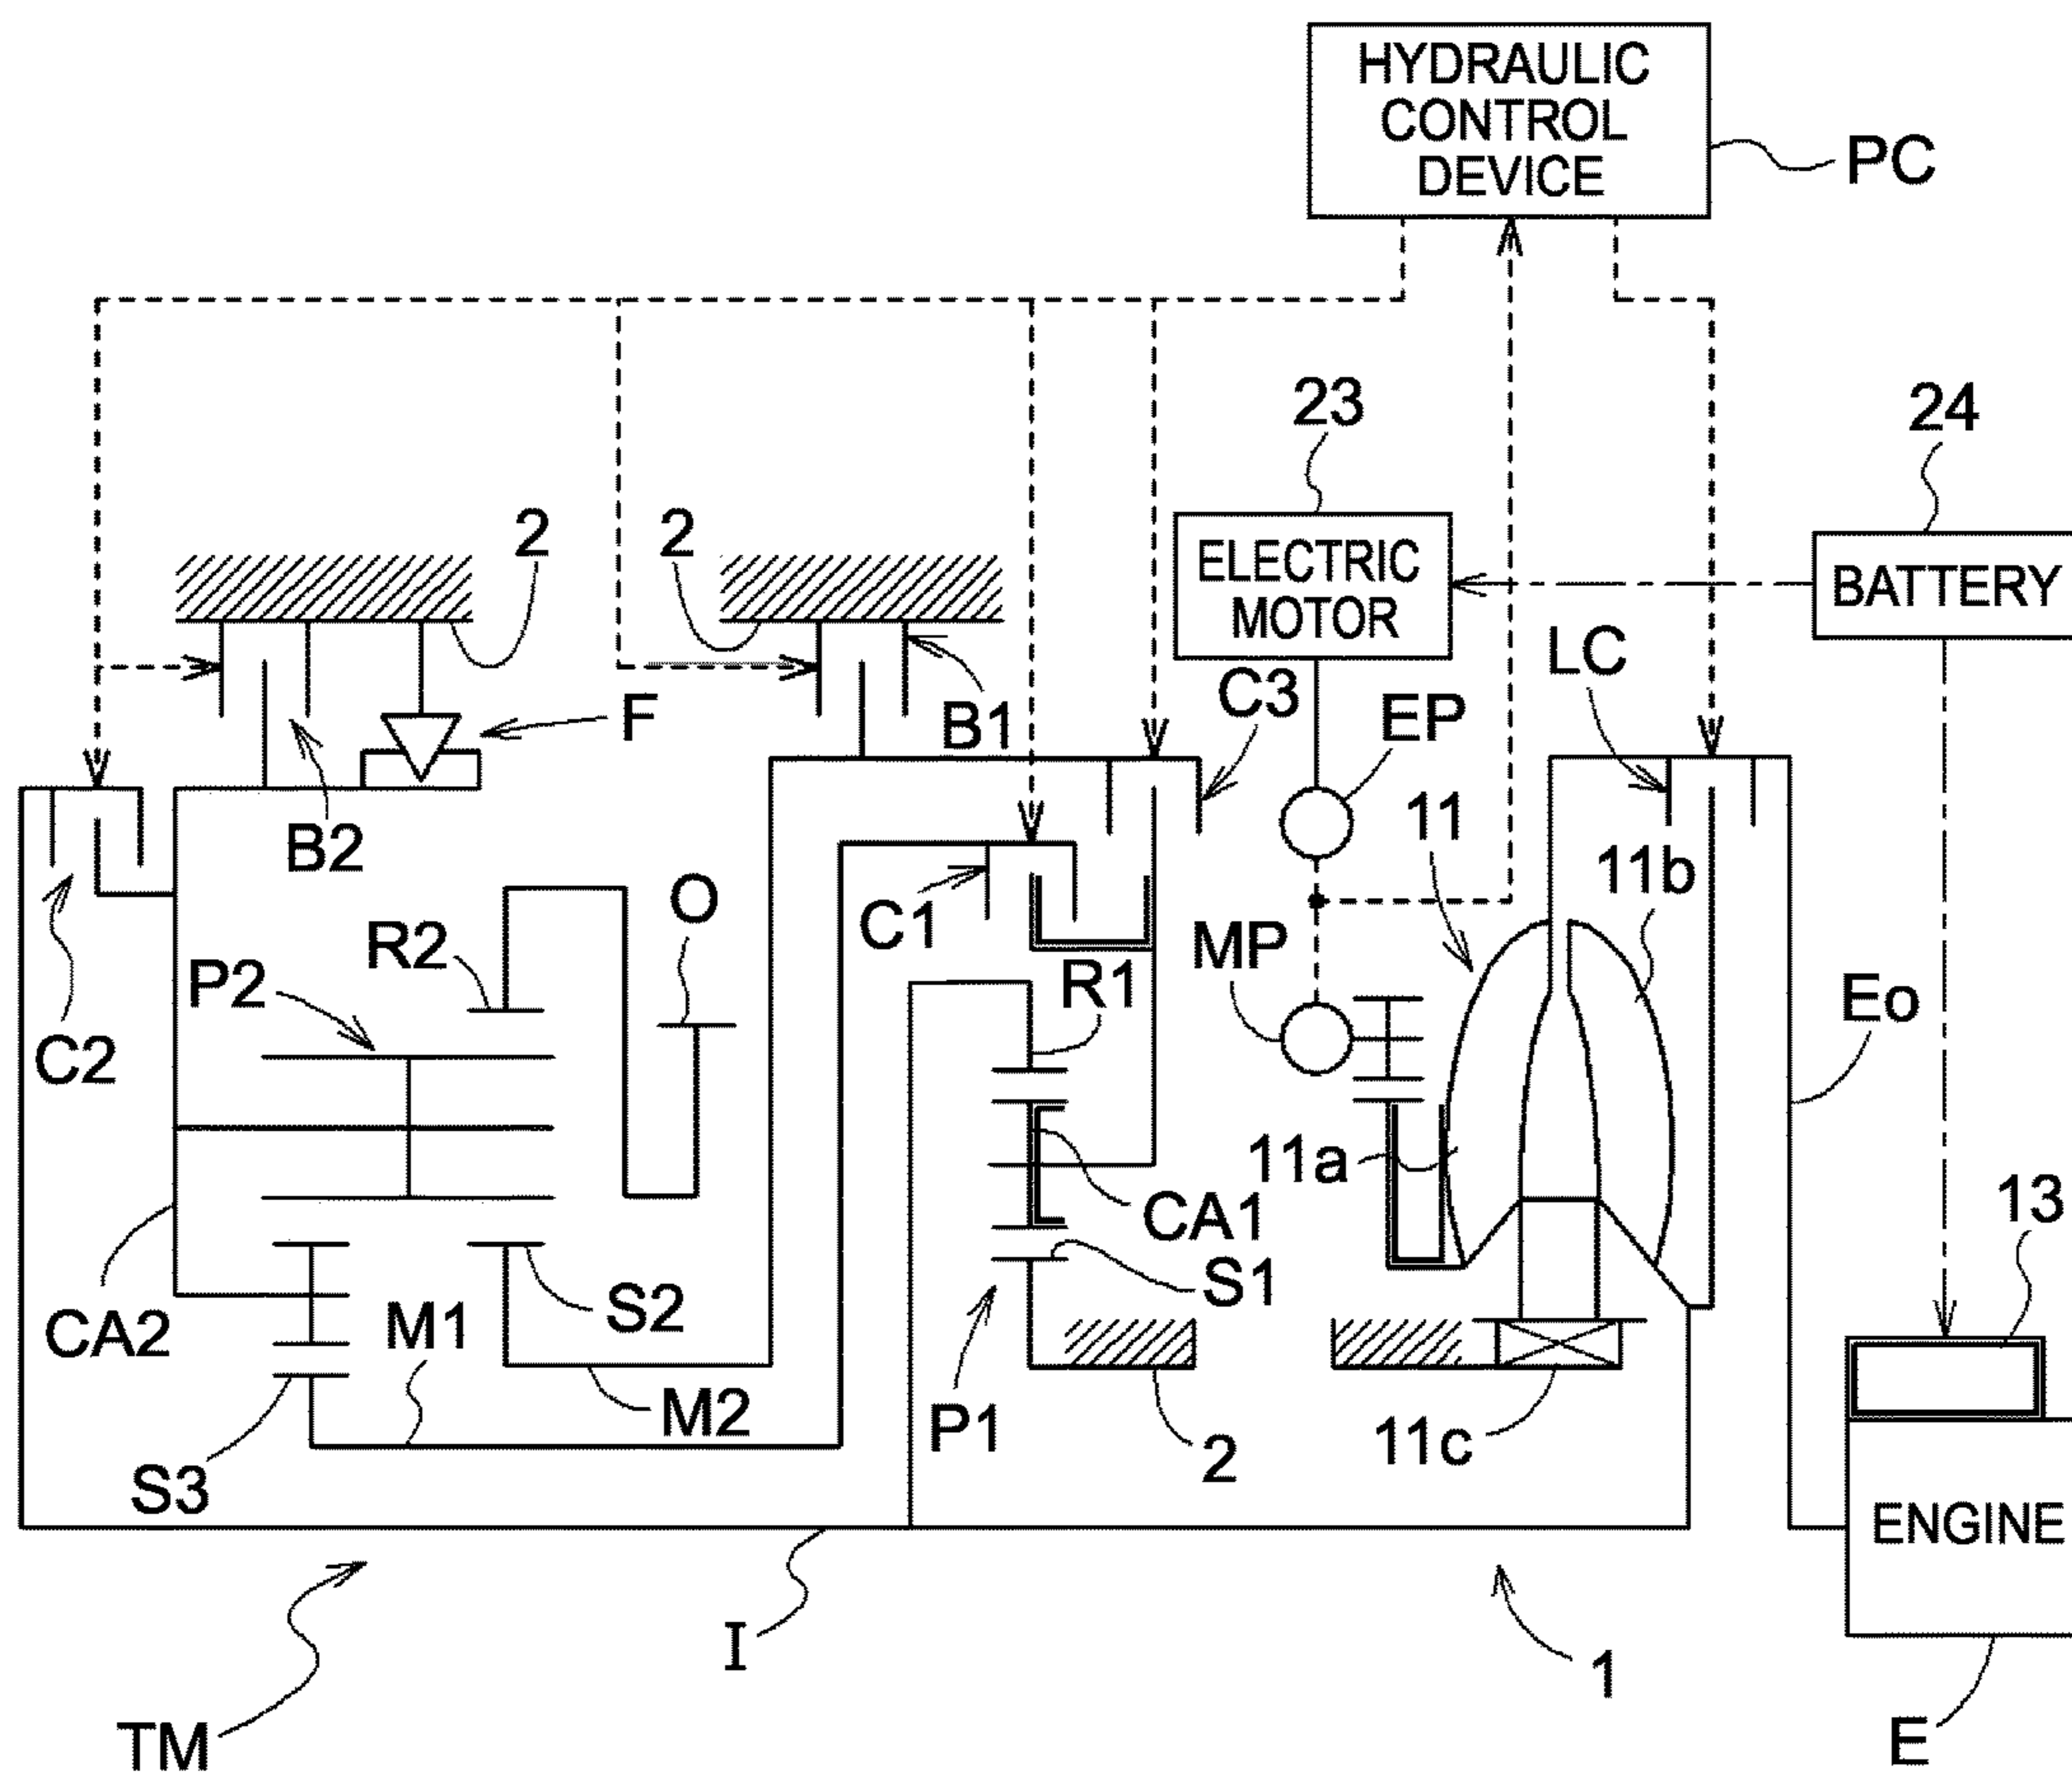 HYDRAULIC
CONTROL
DEVICE
PC
23
24
2
2
ELECTRIC
MOTOR
BATTERY
LC
F
B1
C3
EP
B2
11
11b
C1
O
R2
MP
P2
R1
Eo
C2
11a
CA1
13
S1
CA2
M1
S2
M2
P1
2
11c
S3
ENGINE
I
1
TM
E